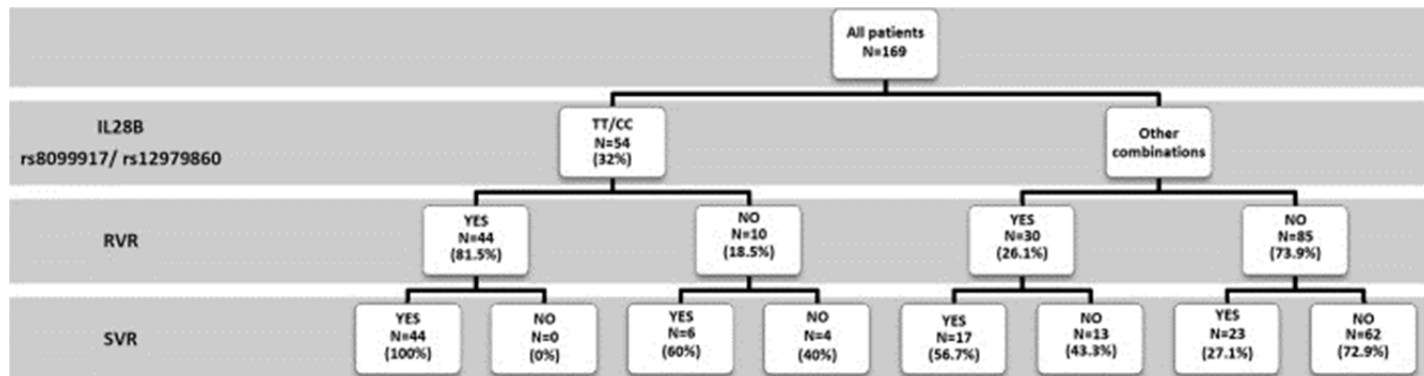 All patients
N=169
IL28B
rs8099917/ rs12979860
TT/CC
N=54
(32%)
Other
combinations
RVR
YES
N=44
(81.5%)
NO
N=10
(18.5%)
YES
N=30
(26.1%)
NO
N=85
(73.9%)
SVR
YES
N=44
(100%)
NO
N=0
(0%)
YES
N=6
(60%)
NO
N=4
(40%)
YES
N=17
(56.7%)
NO
N=13
(43.3%)
YES
N=23
(27.1%)
NO
N=62
(72.9%)